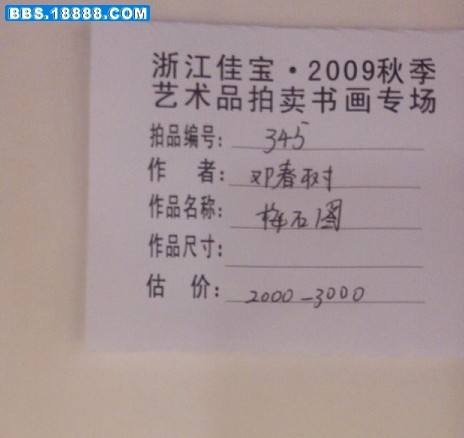 BBS.18888.COM
浙江佳宝·2009秋季
艺术品拍卖书画专场
拍品编号: 345
作 者: 邓春树
作品名称: 梅石图
作品尺寸:
估 价: 2000-3000